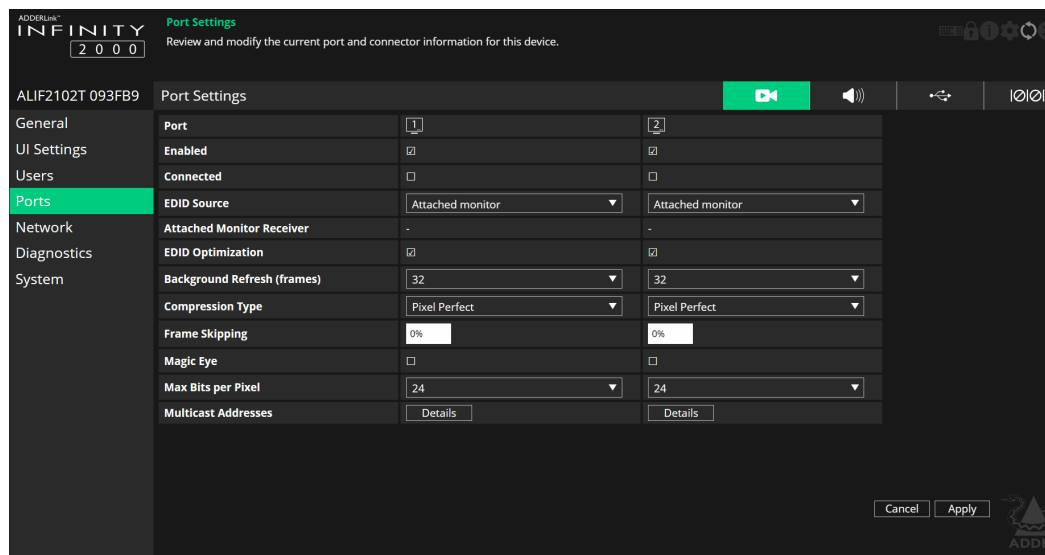 ADDERLink™
INFINITY
2000
Port Settings
Review and modify the current port and connector information for this device.
ALIF2102T 093FB9
Port Settings
General
UI Settings
Users
Ports
Network
Diagnostics
System
Port 1 2
Enabled
Connected
EDID Source Attached monitor Attached monitor
Attached Monitor Receiver - -
EDID Optimization
Background Refresh (frames) 32 32
Compression Type Pixel Perfect Pixel Perfect
Frame Skipping 0% 0%
Magic Eye
Max Bits per Pixel 24 24
Multicast Addresses Details Details
Cancel Apply